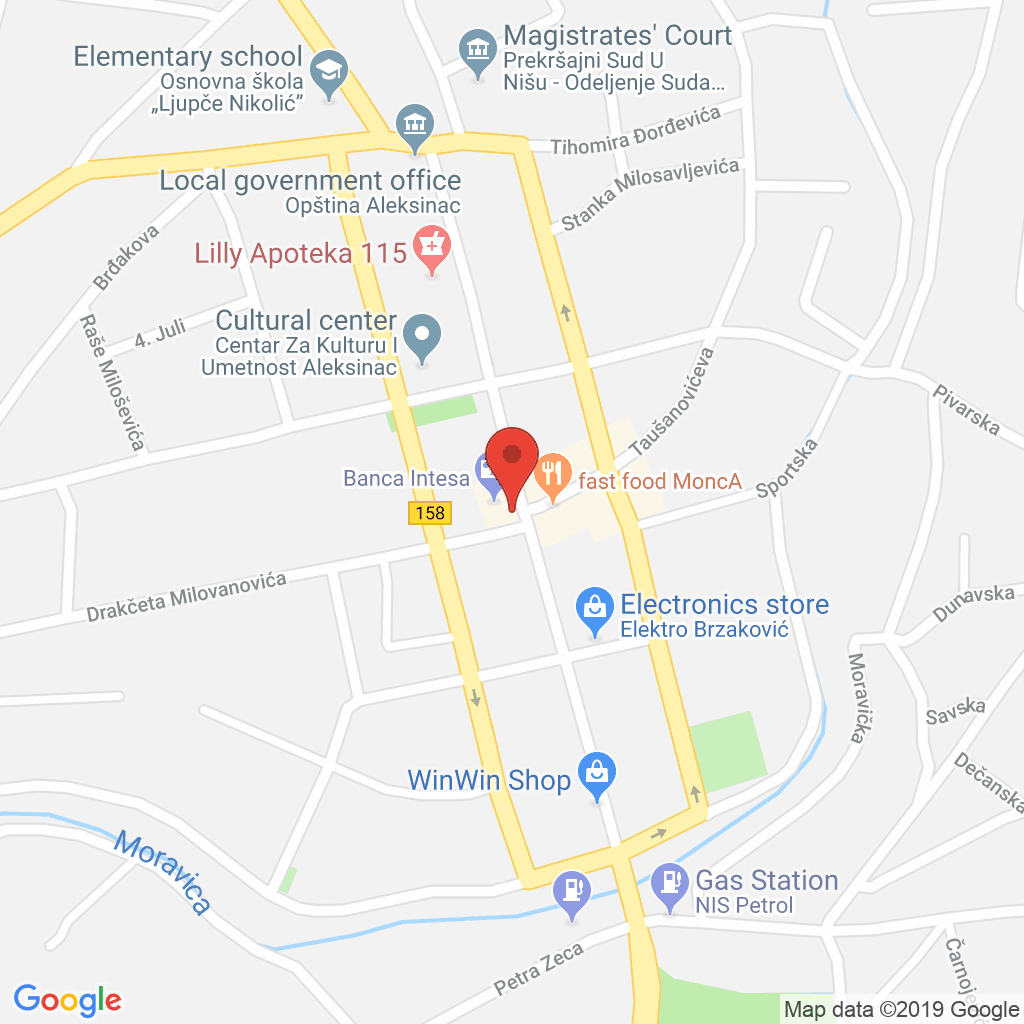 Elementary school
Osnovna škola
„Ljupče Nikolić”
Magistrates' Court
Prekršajni Sud U
Nišu - Odeljenje Suda...
Tihomira Đorđevića
Stanka Milosavljevića
Local government office
Opština Aleksinac
Lilly Apoteka 115
Brđakova
4. Juli
Raše Miloševića
Cultural center
Centar Za Kulturu I
Umetnost Aleksinac
Taušanovićeva
Pivarska
Sportska
Banca Intesa
fast food MoncA
158
Drakčeta Milovanovića
Electronics store
Elektro Brzaković
Dunavska
Moravička
Savska
Dečanska
WinWin Shop
Moravica
Gas Station
NIS Petrol
Petra Zeca
Google
Map data ©2019 Google